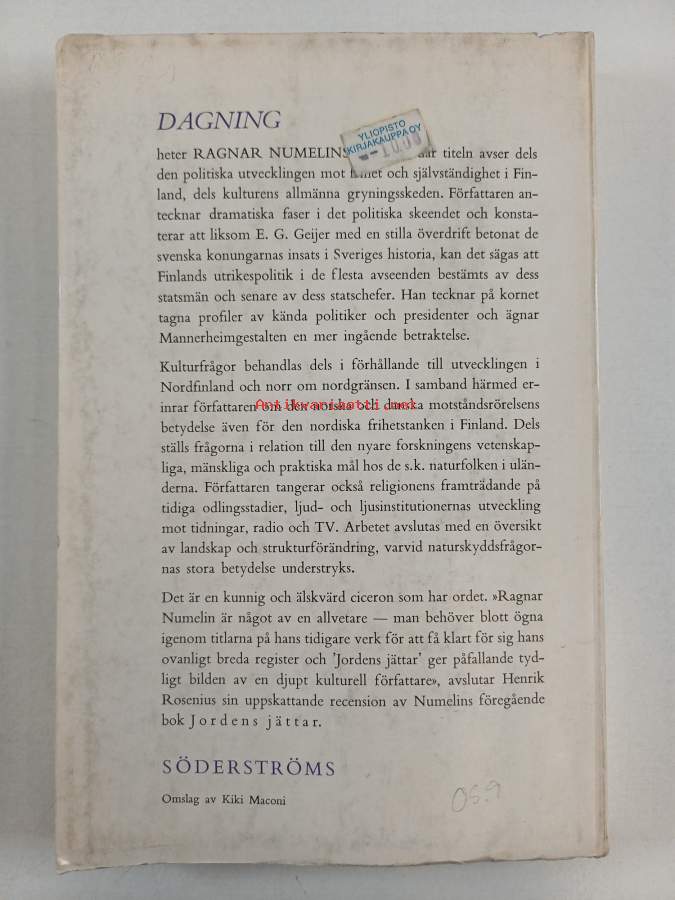 DAGNING
YLIOPISTO
KIRJAKAUPPA OY
heter RAGNAR NUMELINS där titeln avser dels
den politiska utvecklingen mot frihet och självständighet i Fin-
land, dels kulturens allmänna gryningsskeden. Författaren an-
tecknar dramatiska faser i det politiska skeendet och konsta-
terar att liksom E. G. Geijer med en stilla överdrift betonat de
svenska konungarnas insats i Sveriges historia, kan det sägas att
Finlands utrikespolitik i de flesta avseenden bestämts av dess
statsmän och senare av dess statschefer. Han tecknar på kornet
tagna profiler av kända politiker och presidenter och ägnar
Mannerheimgestalten en mer ingående betraktelse.
Kulturfrågor behandlas dels i förhållande till utvecklingen i
Nordfinland och norr om nordgränsen. I samband härmed er-
inrar författaren om den norska och danska motståndsrörelsens
Antikvariaatti.net
betydelse även för den nordiska frihetstanken i Finland. Dels
ställs frågorna i relation till den nyare forskningens vetenskap-
liga, mänskliga och praktiska mål hos de s.k. naturfolken i ulän-
derna. Författaren tangerar också religionens framträdande på
tidiga odlingsstadier, ljud- och ljusinstitutionernas utveckling
mot tidningar, radio och TV. Arbetet avslutas med en översikt
av landskap och strukturförändring, varvid naturskyddsfrågor-
nas stora betydelse understryks.
Det är en kunnig och älskvärd ciceron som har ordet. »Ragnar
Numelin är något av en allvetare — man behöver blott ögna
igenom titlarna på hans tidigare verk för att få klart för sig hans
ovanligt breda register och 'Jordens jättar' ger påfallande tyd-
ligt bilden av en djupt kulturell författare», avslutar Henrik
Rosenius sin uppskattande recension av Numelins föregående
bok Jordens jättar.
SÖDERSTRÖMS
Omslag av Kiki Maconi